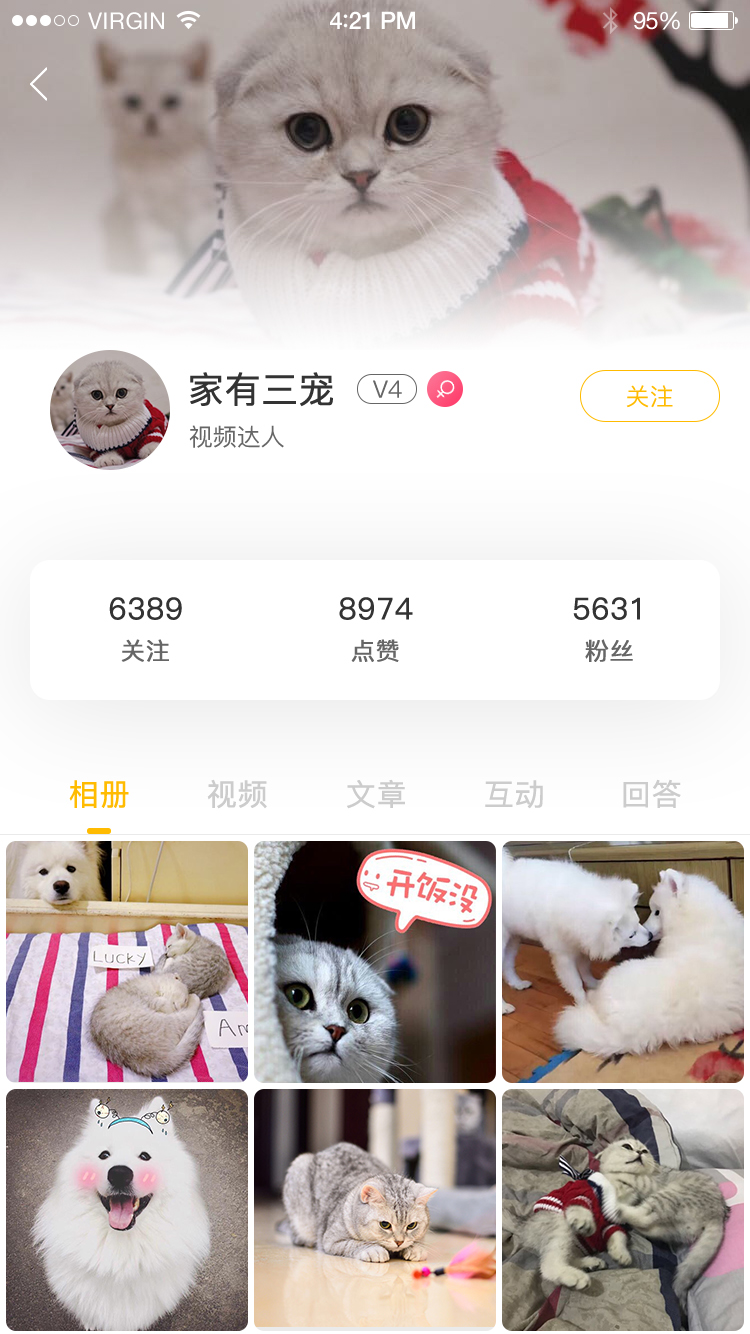 VIRGIN
4:21 PM
95%
家有三宠
V4
视频达人
关注
6389
8974
5631
关注
点赞
粉丝
相册
视频
文章
互动
回答
Lucky
An
开饭没